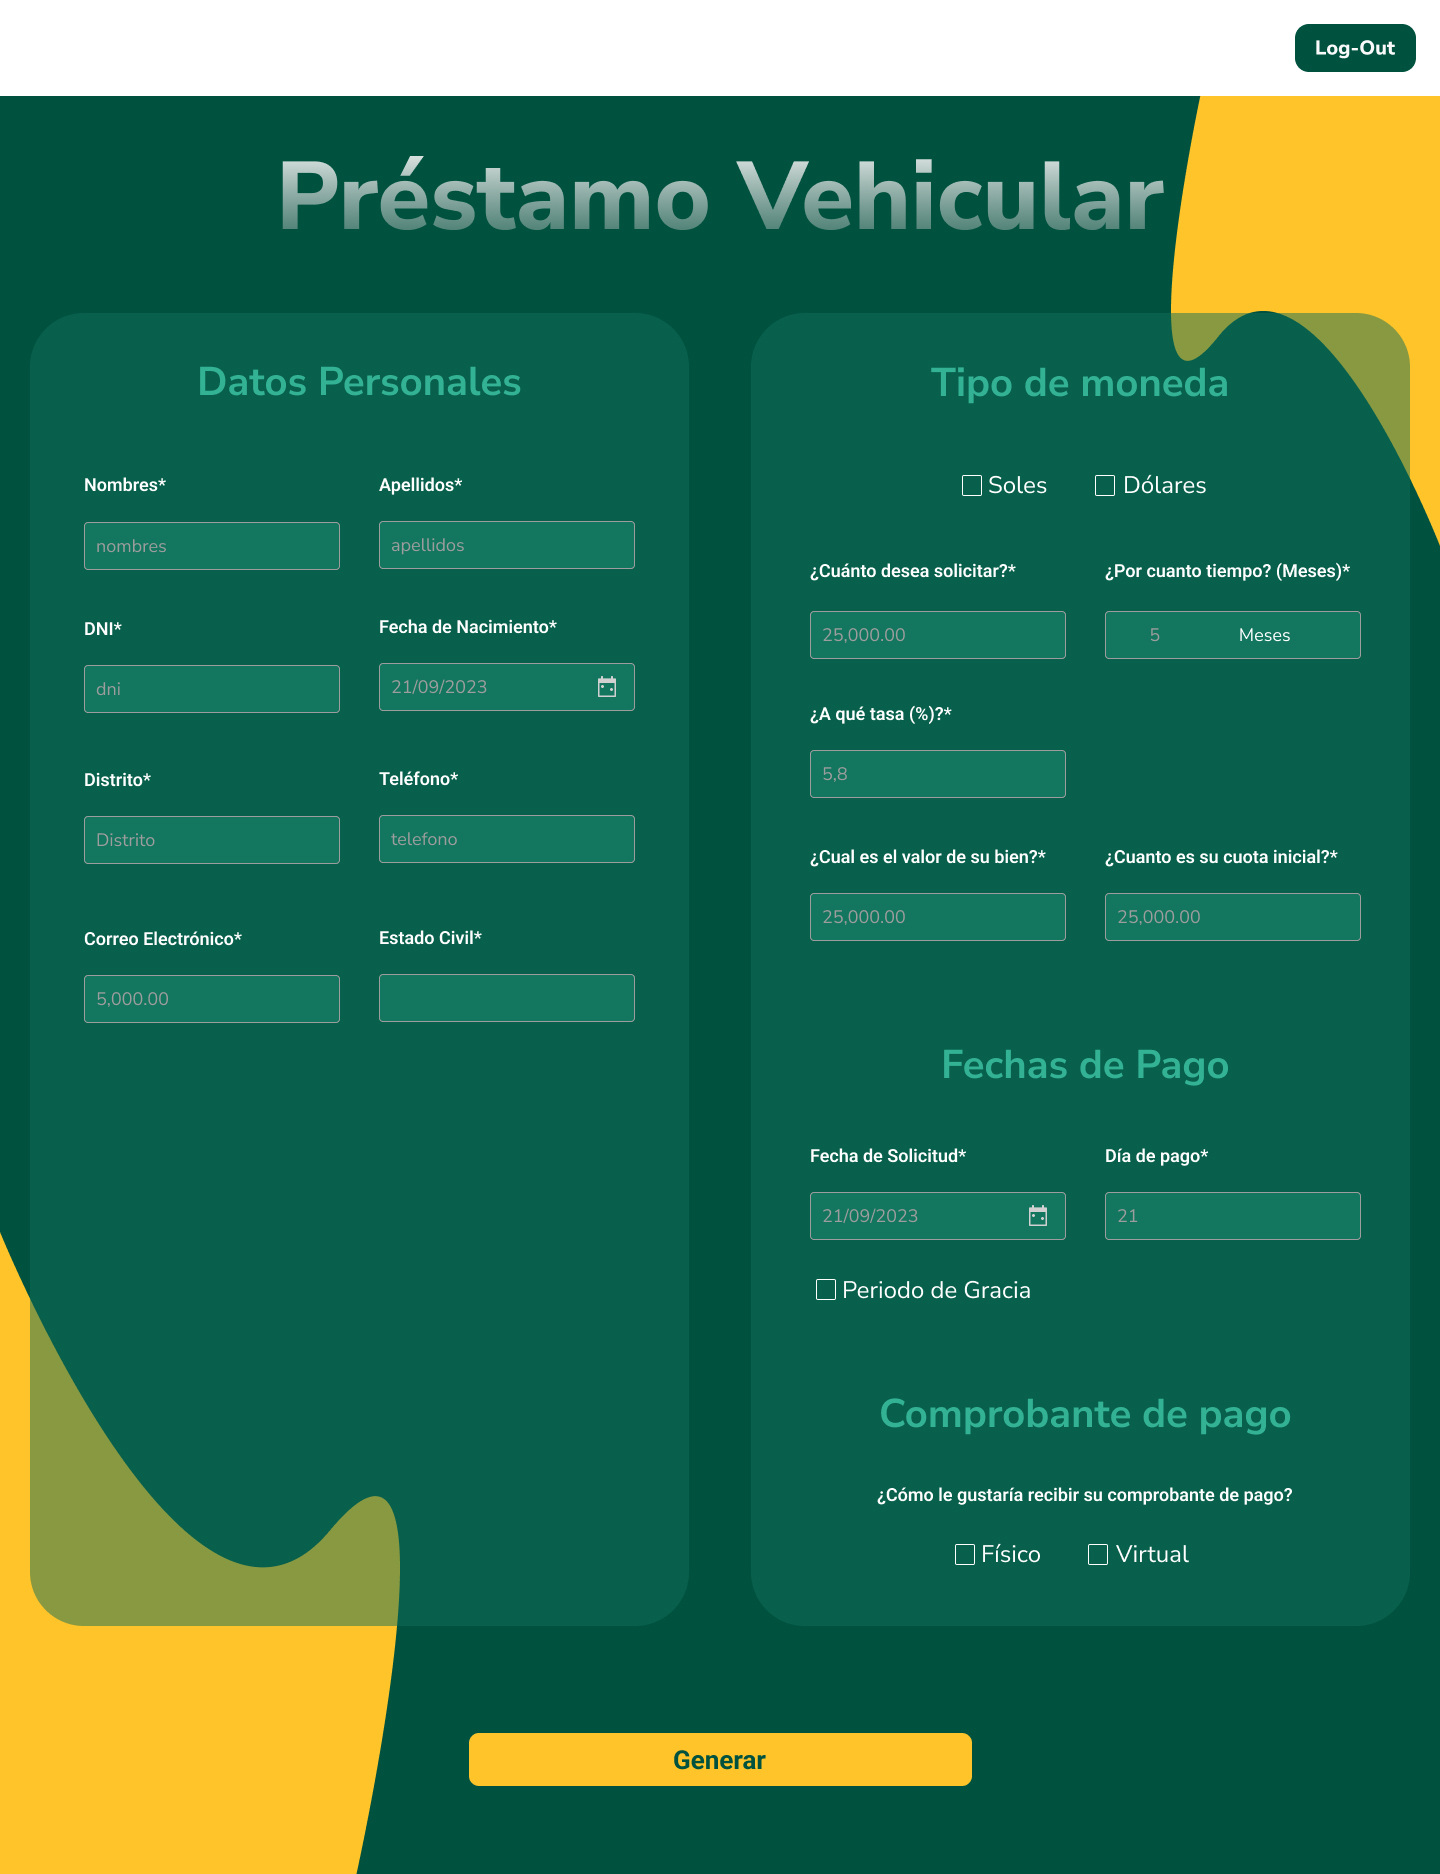 Log-Out
Préstamo Vehicular
Datos Personales
Nombres*
Apellidos*
nombres
apellidos
DNI*
Fecha de Nacimiento*
dni
21/09/2023
Distrito*
Teléfono*
Distrito
telefono
Correo Electrónico*
Estado Civil*
5,000.00
Tipo de moneda
Soles
Dólares
¿Cuánto desea solicitar?*
¿Por cuanto tiempo? (Meses)*
25,000.00
5 Meses
¿A qué tasa (%)?*
5,8
¿Cual es el valor de su bien?*
¿Cuanto es su cuota inicial?*
25,000.00
25,000.00
Fechas de Pago
Fecha de Solicitud*
Día de pago*
21/09/2023
21
Periodo de Gracia
Comprobante de pago
¿Cómo le gustaría recibir su comprobante de pago?
Físico
Virtual
Generar